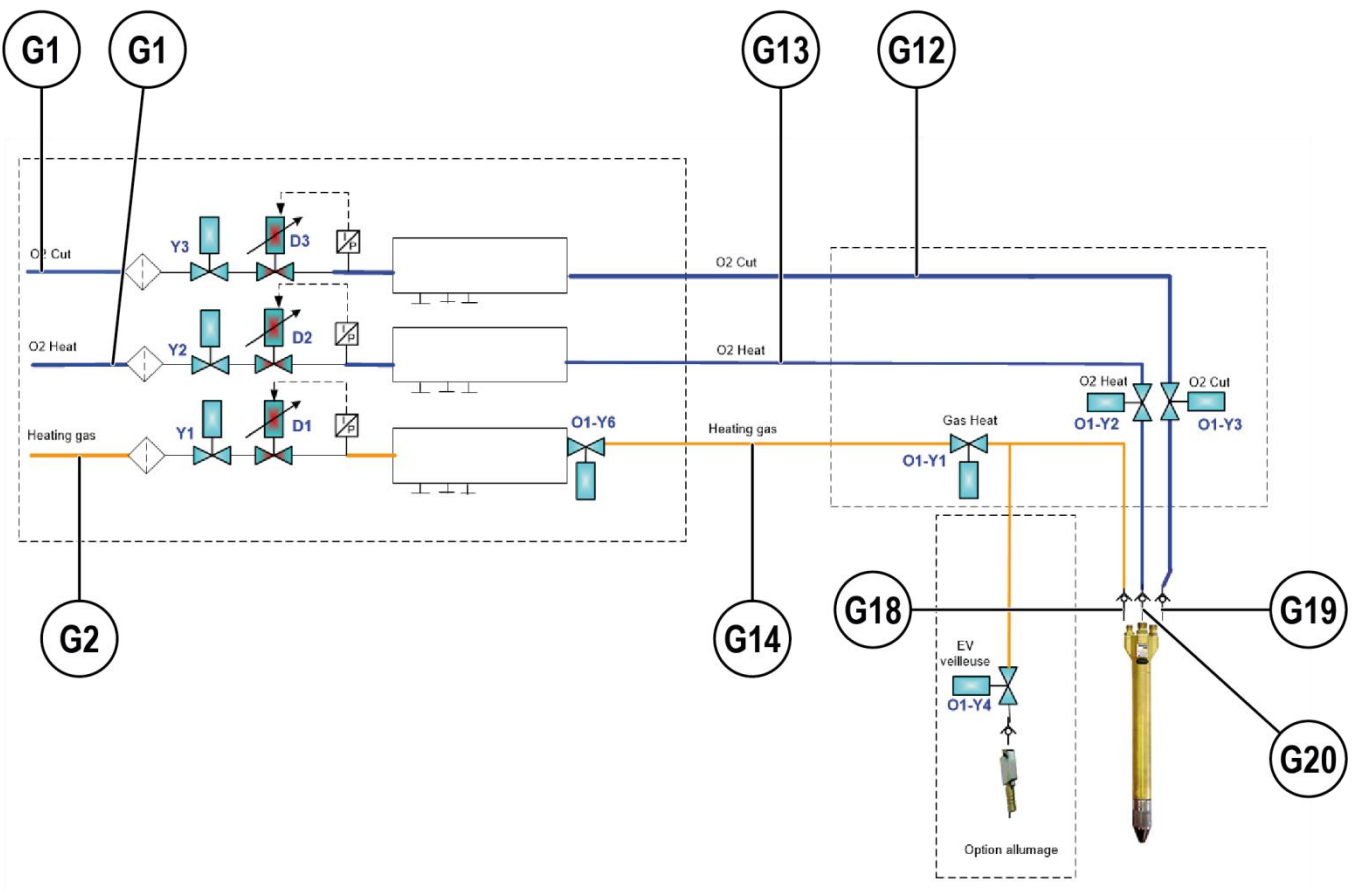 G1
G1
G13
G12
Y3
D3
I/P
O2 Cut
O2 Cut
Y2
D2
I/P
O2 Heat
O2 Heat
O2 Heat
O2 Cut
O1-Y2
O1-Y3
Y1
D1
I/P
O1-Y6
Heating gas
Heating gas
Gas Heat
O1-Y1
G2
G14
G18
G19
EV
veilleuse
O1-Y4
G20
Option allumage